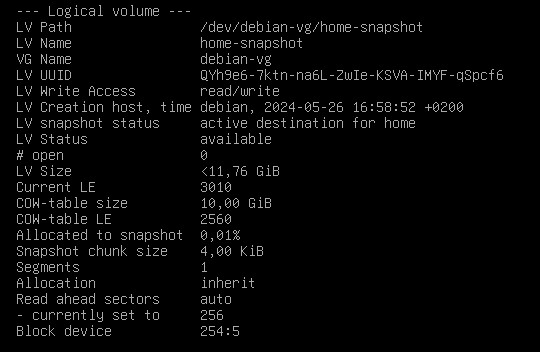 --- Logical volume ---
LV Path                /dev/debian-vg/home-snapshot
LV Name                home-snapshot
VG Name                debian-vg
LV UUID                QYh9e6-7ktn-na6L-ZwIe-KSVA-IMYF-qSpcf6
LV Write Access        read/write
LV Creation host, time debian, 2024-05-26 16:58:52 +0200
LV snapshot status     active destination for home
LV Status              available
# open                 0
LV Size                <11,76 GiB
Current LE             3010
COW-table size         10,00 GiB
COW-table LE           2560
Allocated to snapshot  0,01%
Snapshot chunk size    4,00 KiB
Segments               1
Allocation             inherit
Read ahead sectors     auto
- currently set to     256
Block device           254:5